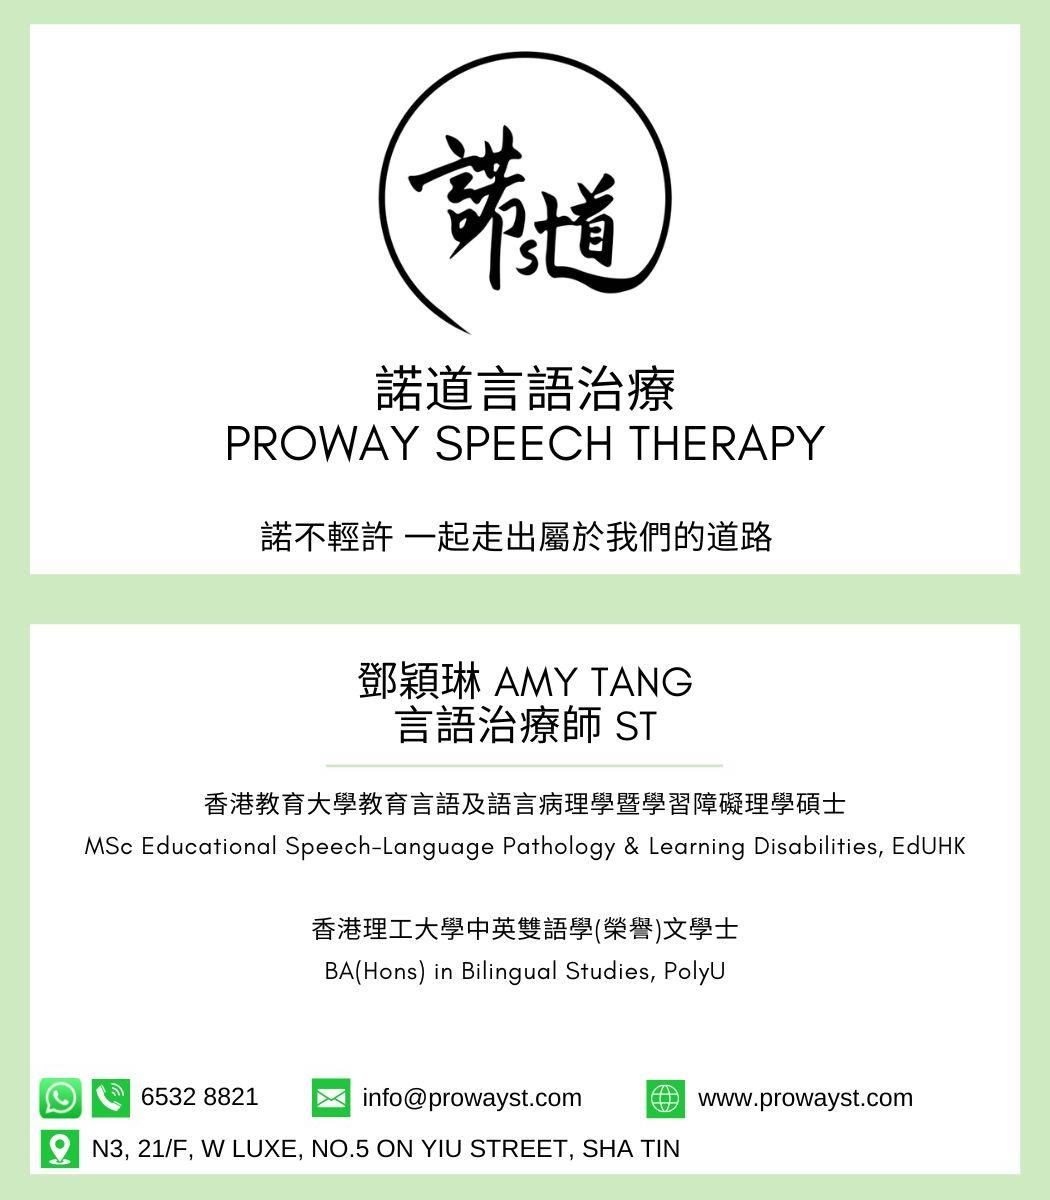 諾st道
諾道言語治療
PROWAY SPEECH THERAPY
諾不輕許 一起走出屬於我們的道路
鄧穎琳 AMY TANG
言語治療師 ST
香港教育大學教育言語及語言病理學暨學習障礙理學碩士
MSc Educational Speech-Language Pathology & Learning Disabilities, EdUHK
香港理工大學中英雙語學(榮譽)文學士
BA(Hons) in Bilingual Studies, PolyU
6532 8821 info@prowayst.com www.prowayst.com
N3, 21/F, W LUXE, NO.5 ON YIU STREET, SHA TIN